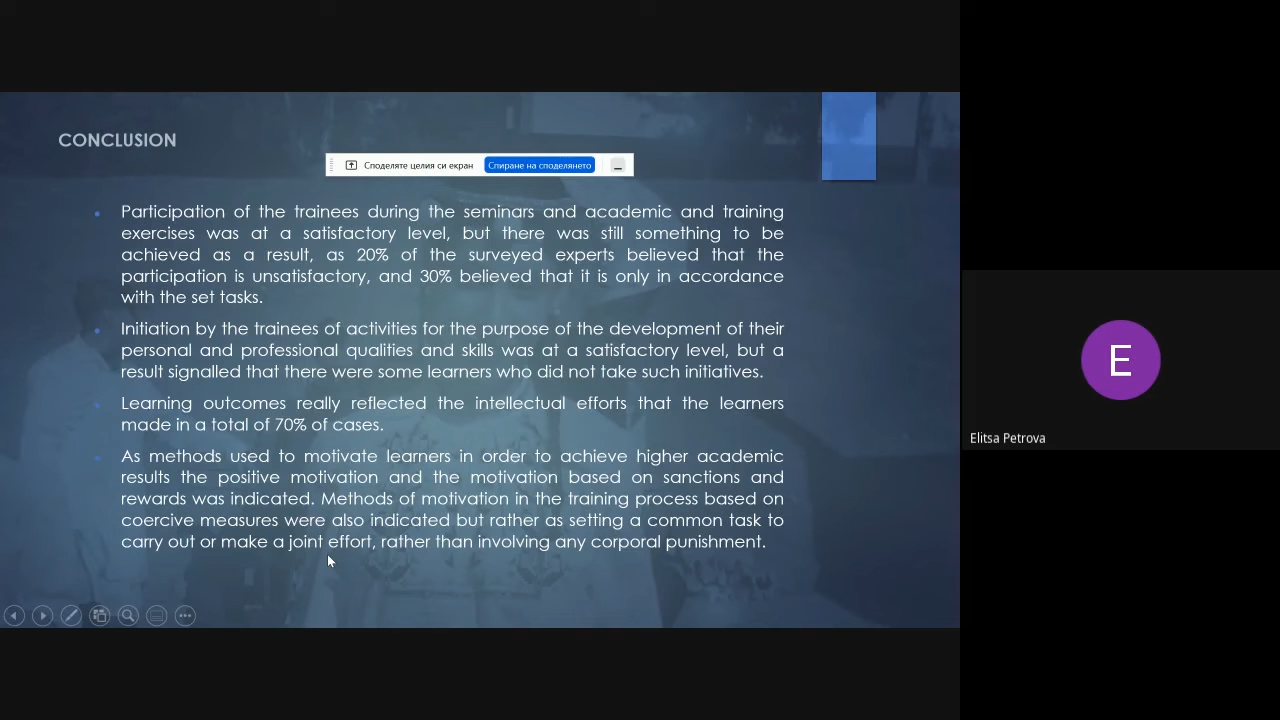 CONCLUSION
Споделяте целия си екран
Спиране на споделянето
Participation of the trainees during the seminars and academic and training
exercises was at a satisfactory level, but there was still something to be
achieved as a result, as 20% of the surveyed experts believed that the
participation is unsatisfactory, and 30% believed that it is only in accordance
with the set tasks.
Initiation by the trainees of activities for the purpose of the development of their
personal and professional qualities and skills was at a satisfactory level, but a
result signalled that there were some learners who did not take such initiatives.
Learning outcomes really reflected the intellectual efforts that the learners
made in a total of 70% of cases.
As methods used to motivate learners in order to achieve higher academic
results the positive motivation and the motivation based on sanctions and
rewards was indicated. Methods of motivation in the training process based on
coercive measures were also indicated but rather as setting a common task to
carry out or make a joint effort, rather than involving any corporal punishment.
E
Elitsa Petrova